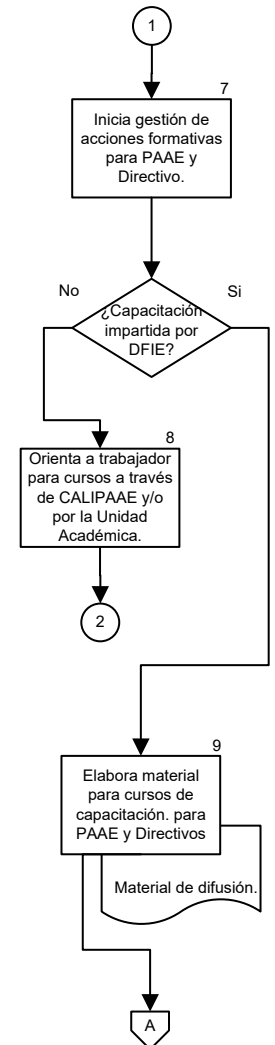 1
7
Inicia gestión de
acciones formativas
para PAAE y
Directivo.
No
Si
¿Capacitación
impartida por
DFIE?
8
Orienta a trabajador
para cursos a través
de CALIPAAE y/o
por la Unidad
Académica.
2
9
Elabora material
para cursos de
capacitación. para
PAAE y Directivos
Material de difusión.
A